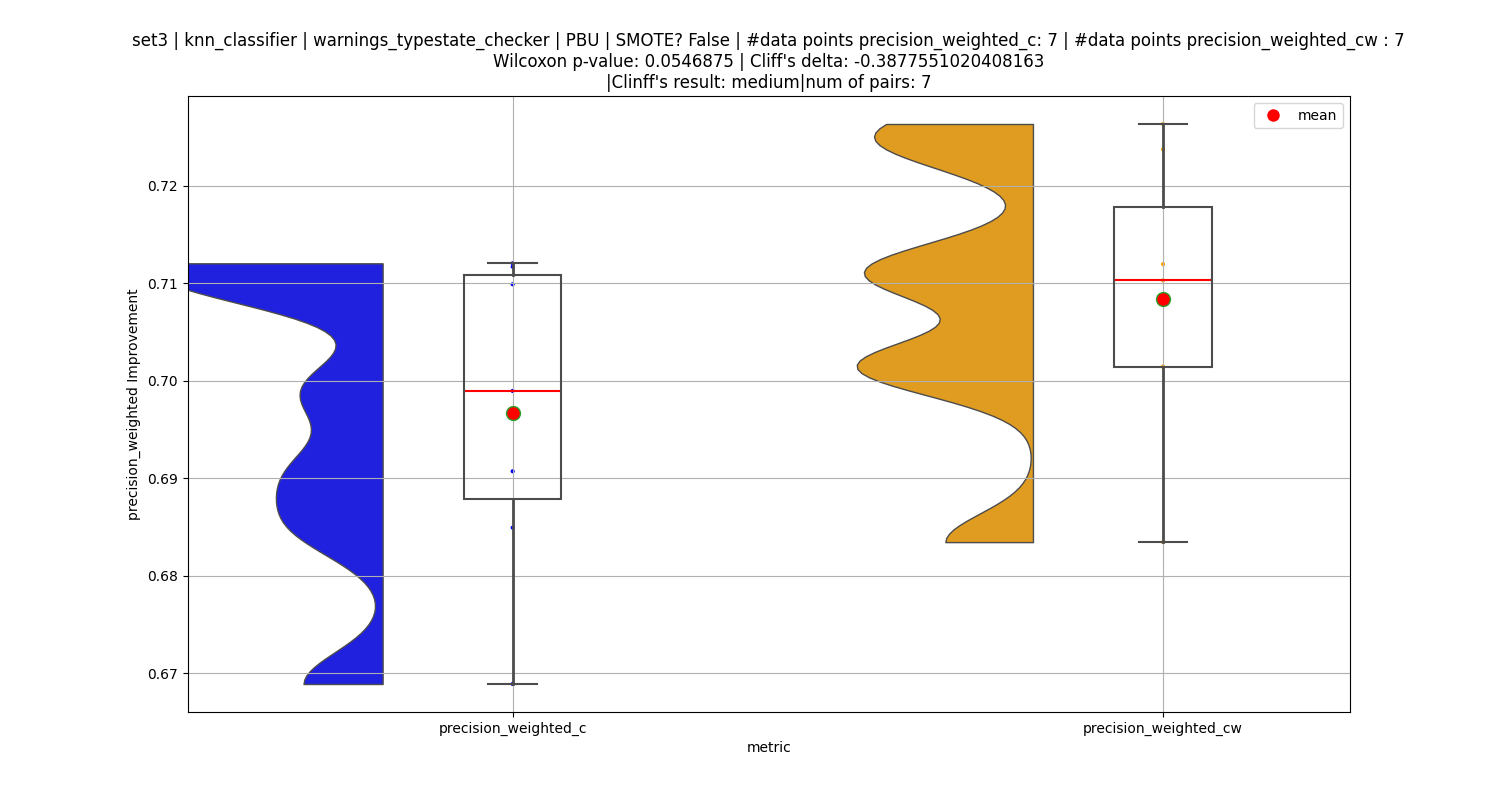 set3 | knn_classifier | warnings_typestate_checker | PBU | SMOTE? False | #data points precision_weighted_c: 7 | #data points precision_weighted_cw : 7
Wilcoxon p-value: 0.0546875 | Cliff's delta: -0.3877551020408163
|Clinff's result: medium|num of pairs: 7
mean
0.72
0.71
0.70
0.69
0.68
0.67
precision_weighted Improvement
precision_weighted_c
precision_weighted_cw
metric